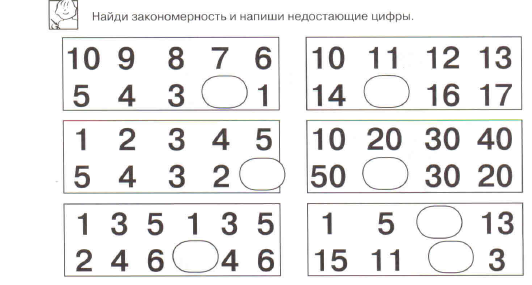 Найди закономерность и напиши недостающие цифры.
10 9 8 7 6
5 4 3 1
10 11 12 13
14 16 17
1 2 3 4 5
5 4 3 2
10 20 30 40
50 30 20
1 3 5 1 3 5
2 4 6 4 6
1 5 13
15 11 3